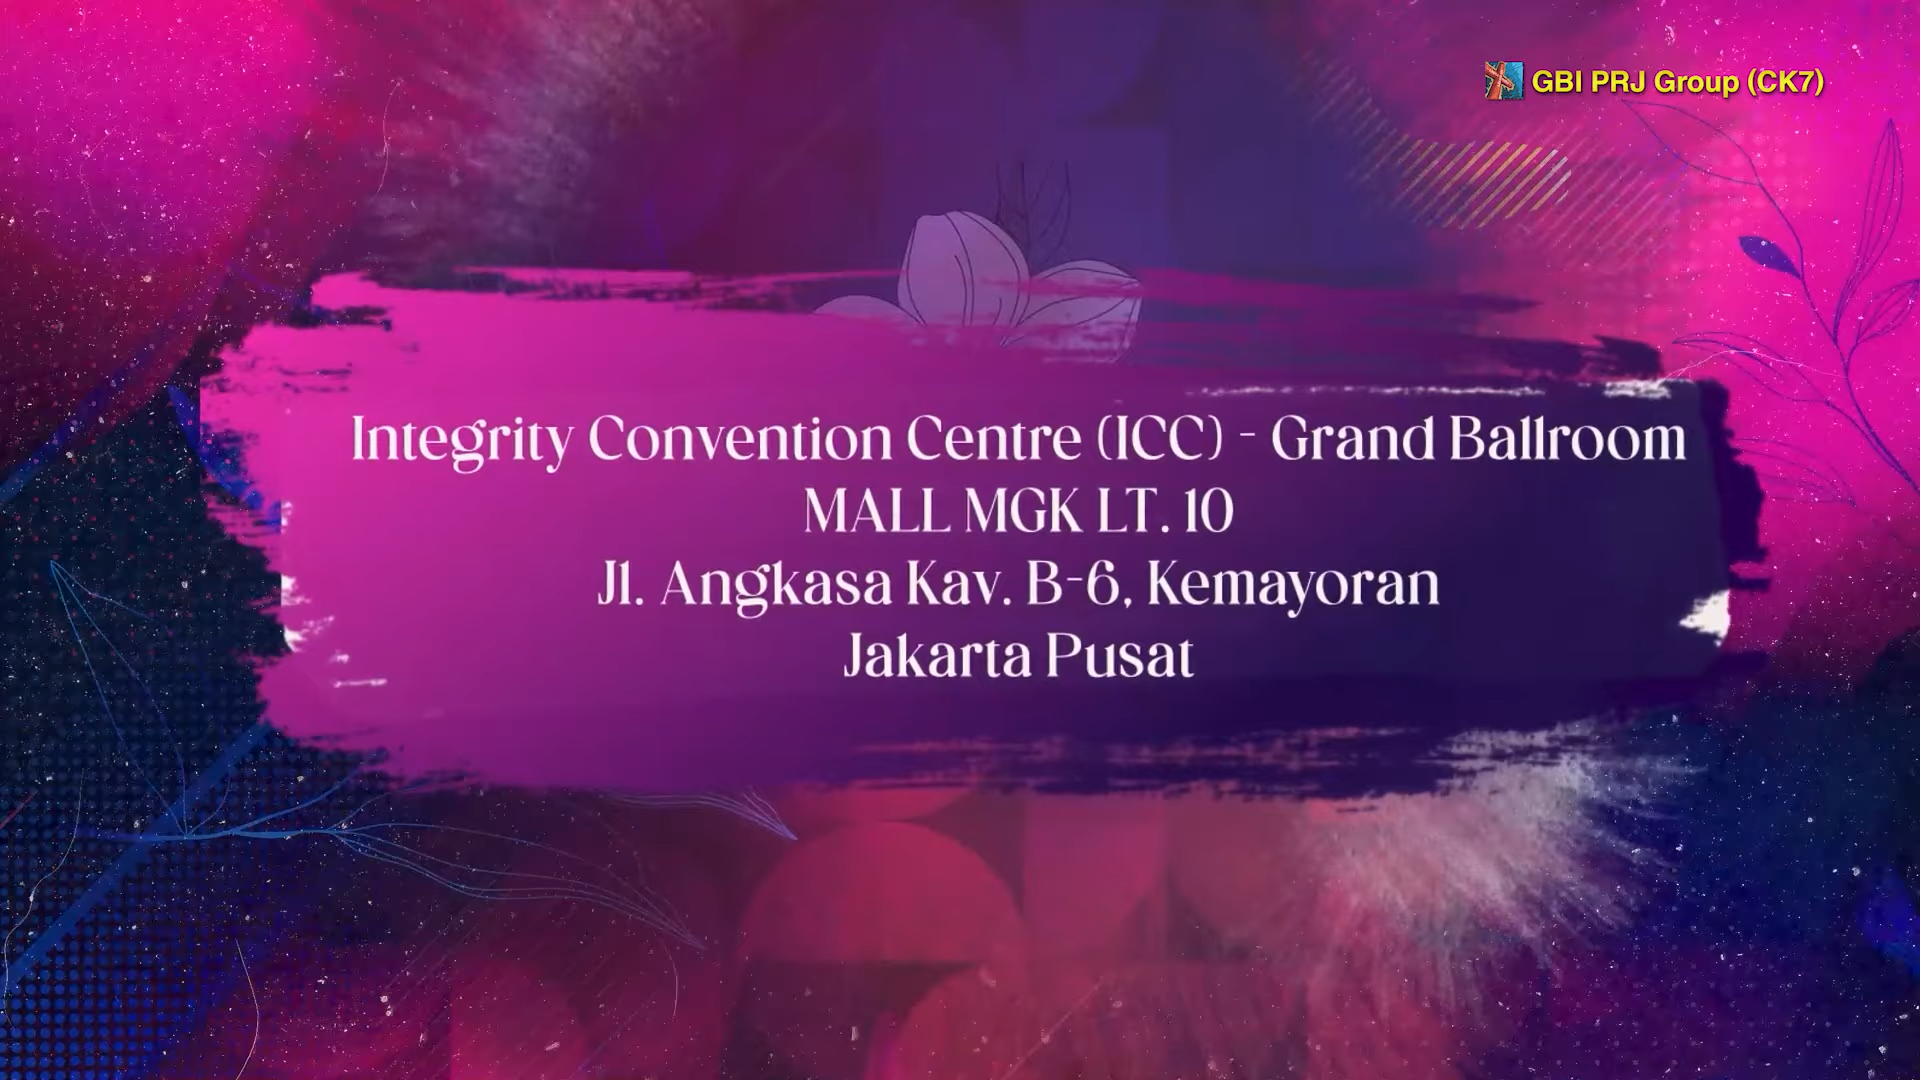 GBI PRJ Group (CK7)
Integrity Convention Centre (ICC) - Grand Ballroom
MALL MGK LT. 10
Jl. Angkasa Kav. B-6, Kemayoran
Jakarta Pusat